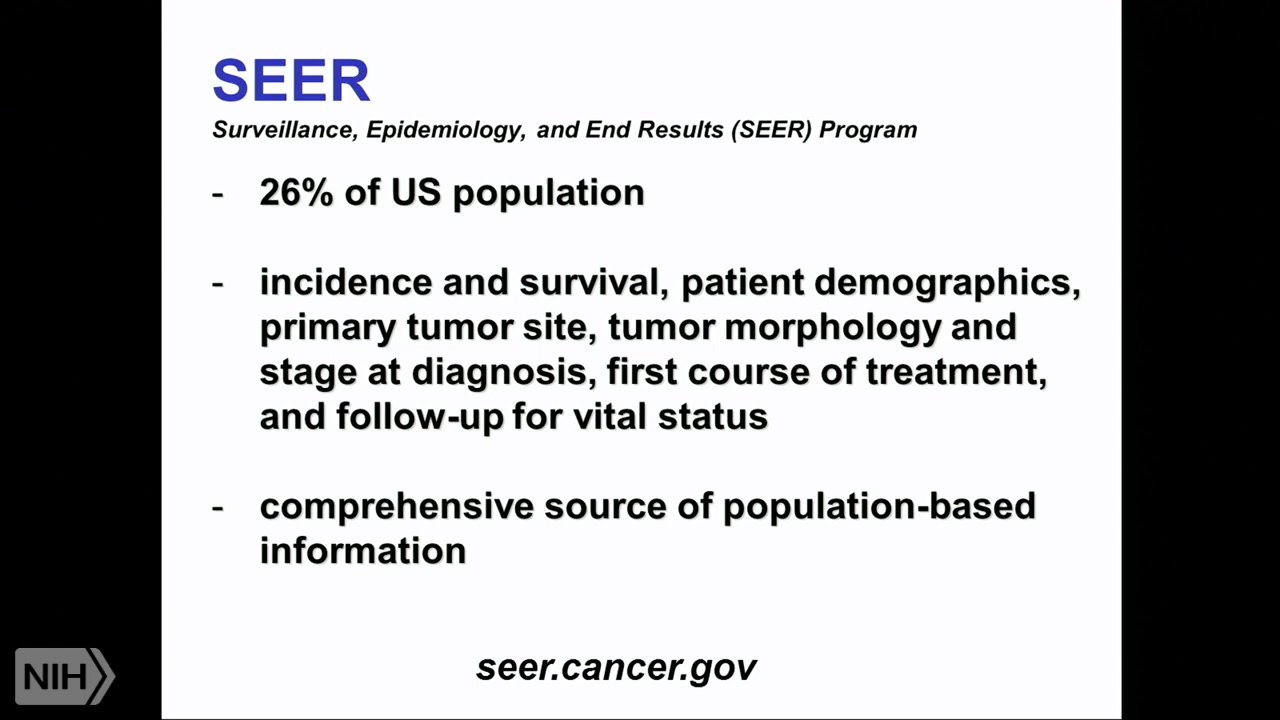 SEER
Surveillance, Epidemiology, and End Results (SEER) Program
- 26% of US population
- incidence and survival, patient demographics,
primary tumor site, tumor morphology and
stage at diagnosis, first course of treatment,
and follow-up for vital status
- comprehensive source of population-based
information
seer.cancer.gov
NIH